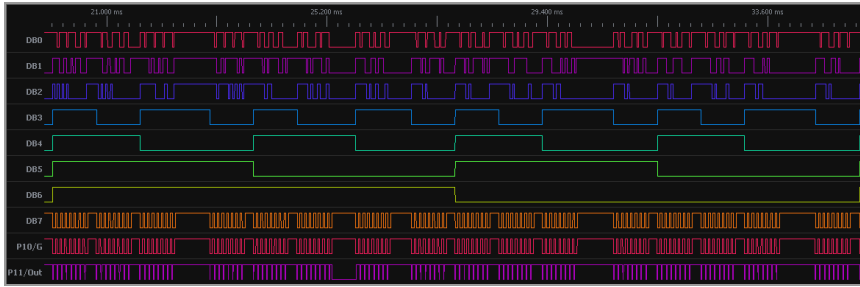 21.000 ms 25.200 ms 29.400 ms 33.600 ms
DB0
DB1
DB2
DB3
DB4
DB5
DB6
DB7
P10/G
P11/Out